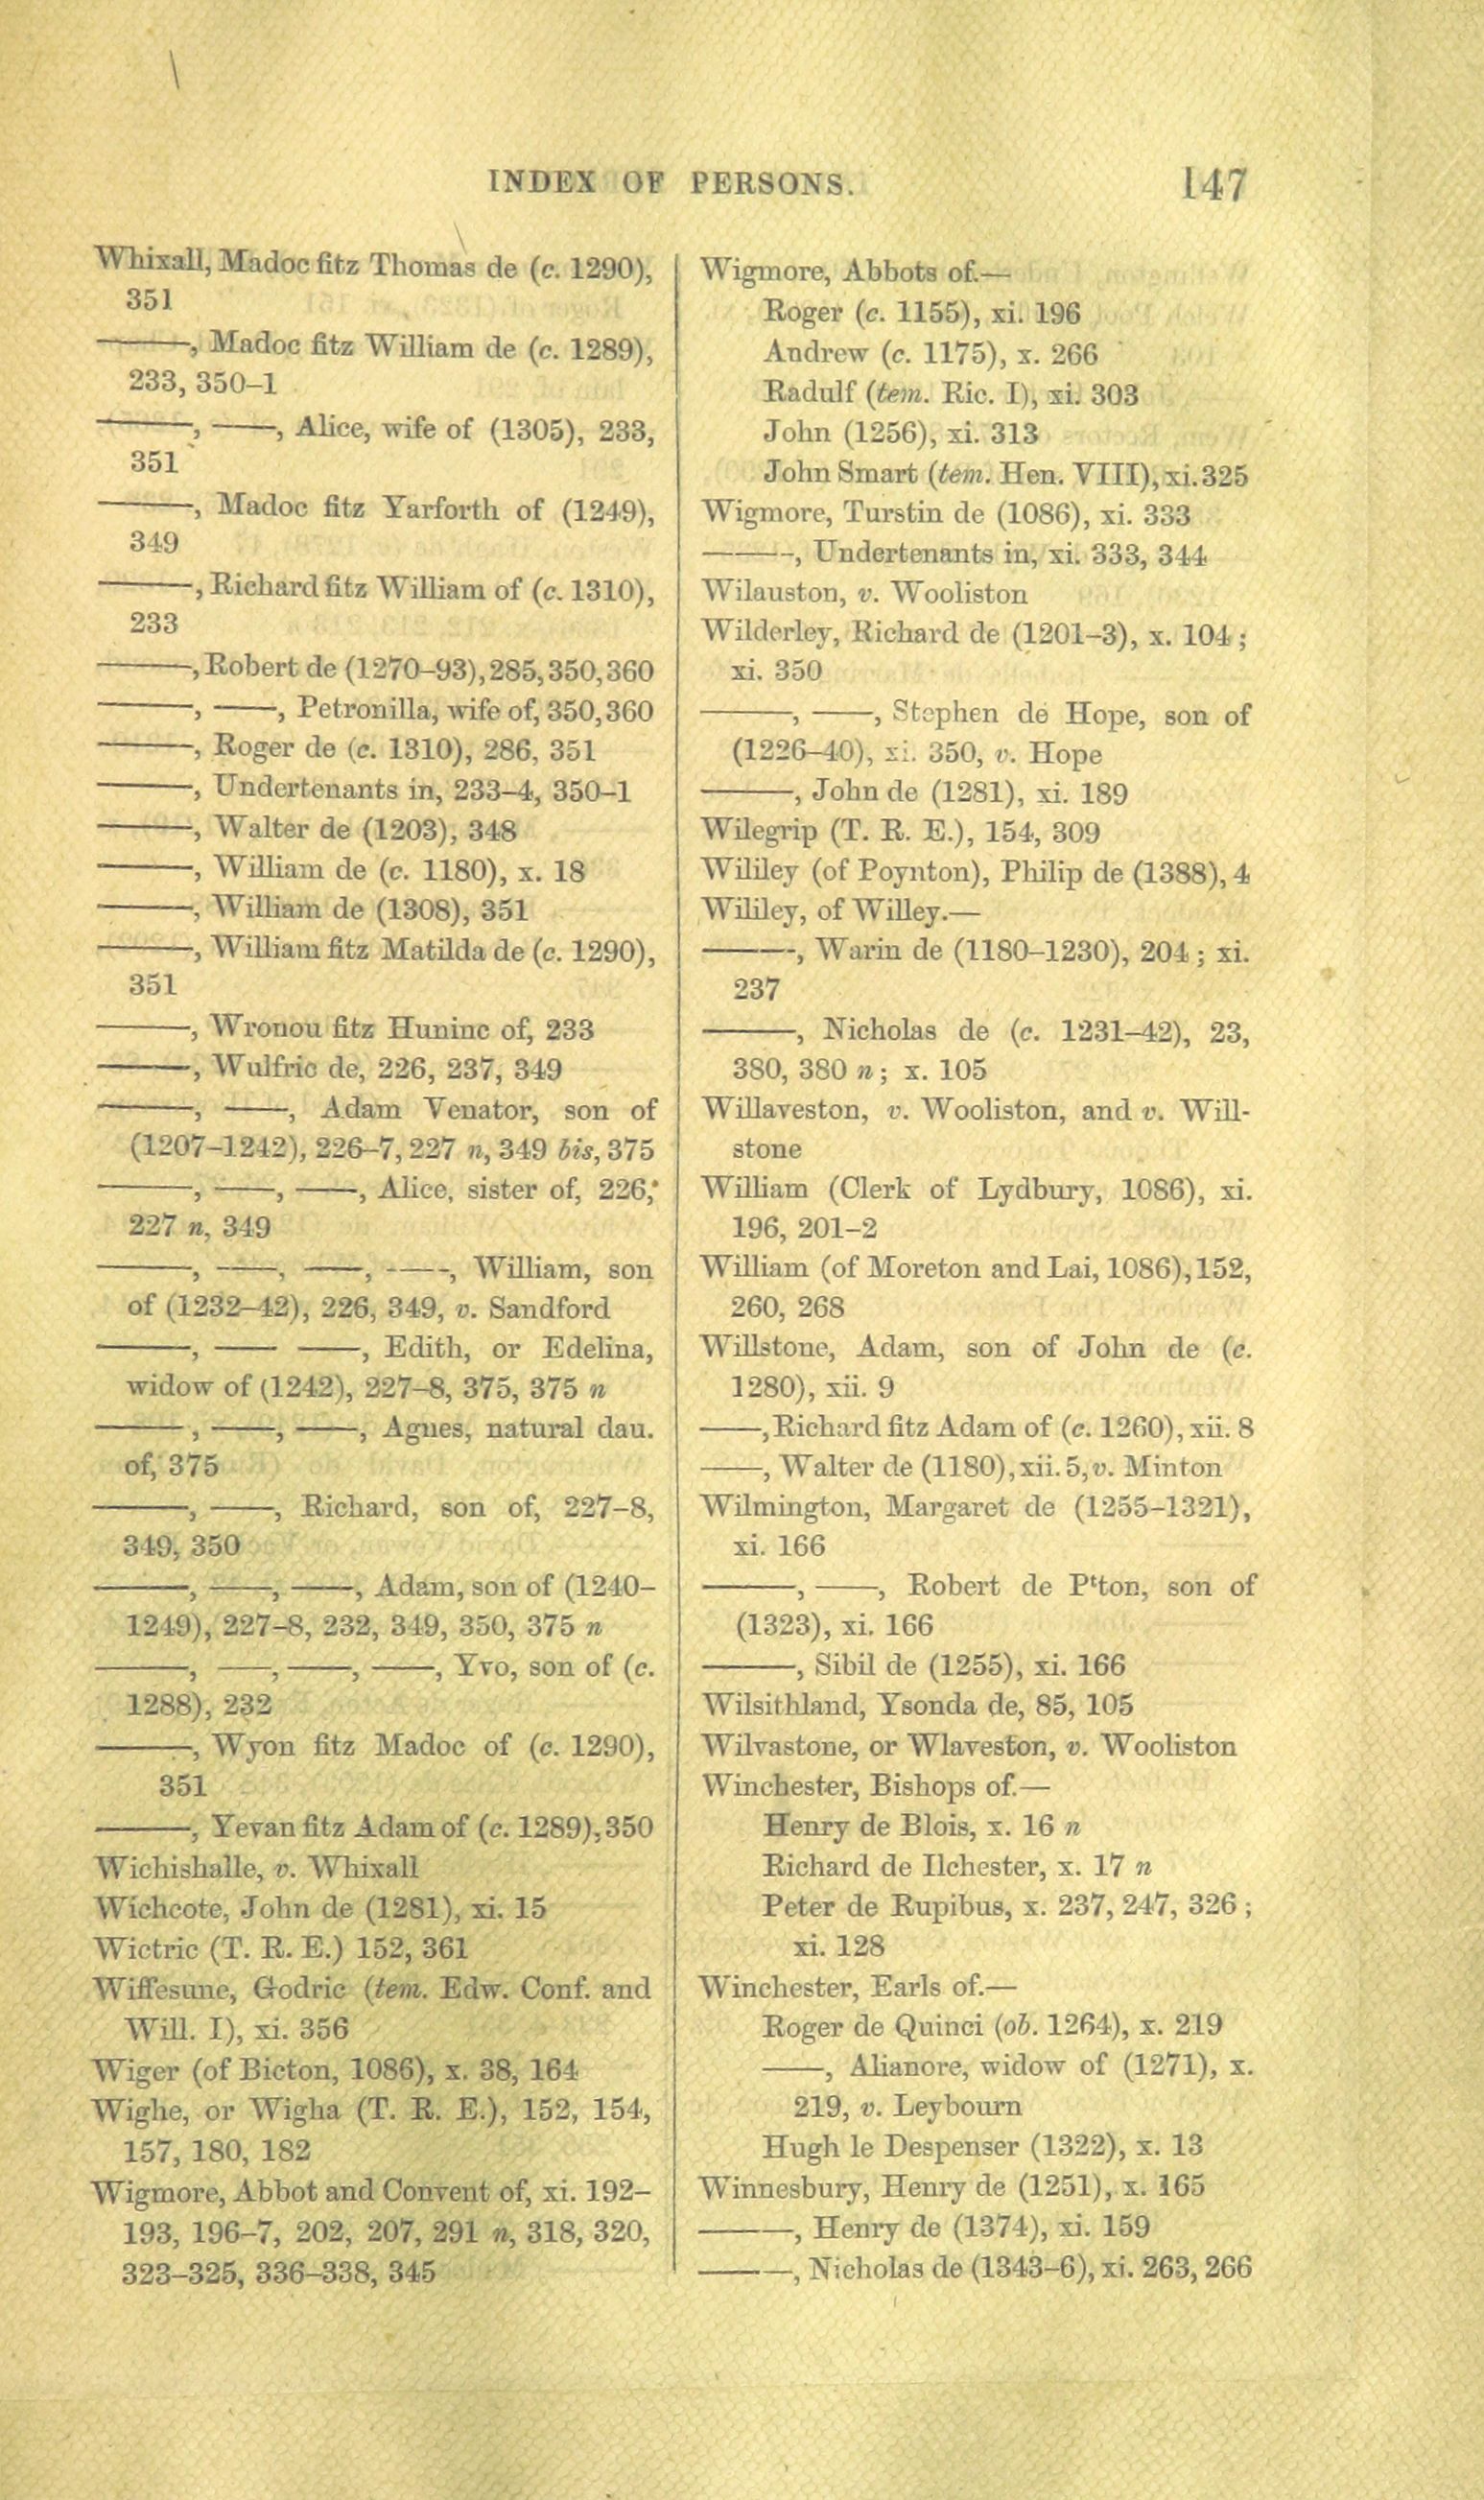 INDEX OF PERSONS. 147
Whixall, Madoc fitz Thomas de (c. 1290),
351
———, Madoc fitz William de (c. 1289),
233, 350–1
———, ——, Alice, wife of (1305), 233,
351
———, Madoc fitz Yarforth of (1249),
349
———, Richard fitz William of (c. 1310),
233
———, Robert de (1270–93), 285, 350, 360
———, ——, Petronilla, wife of, 350, 360
———, Roger de (c. 1310), 286, 351
———, Undertenants in, 233–4, 350–1
———, Walter de (1203), 348
———, William de (c. 1180), x. 18
———, William de (1308), 351
———, William fitz Matilda de (c. 1290),
351
———, Wronou fitz Huninc of, 233
———, Wulfric de, 226, 237, 349
———, ——, Adam Venator, son of
(1207–1242), 226–7, 227 n, 349 bis, 375
———, ——, ——, Alice, sister of, 226,
227 n, 349
———, ——, ——, ——, William, son
of (1232–42), 226, 349, v. Sandford
———, —— ——, Edith, or Edelina,
widow of (1242), 227–8, 375, 375 n
———, ——, ——, Agnes, natural dau.
of, 375
———, ——, Richard, son of, 227–8,
349, 350
———, ——, ——, Adam, son of (1240–
1249), 227–8, 232, 349, 350, 375 n
———, ——, ——, ——, Yvo, son of (c.
1288), 232
———, Wyon fitz Madoc of (c. 1290),
351
———, Yevan fitz Adam of (c. 1289), 350
Wichishalle, v. Whixall
Wichcote, John de (1281), xi. 15
Wictric (T. R. E.) 152, 361
Wiffesune, Godric (tem. Edw. Conf. and
Will. I), xi. 356
Wiger (of Bicton, 1086), x. 38, 164
Wighe, or Wigha (T. R. E.), 152, 154,
157, 180, 182
Wigmore, Abbot and Convent of, xi. 192–
193, 196–7, 202, 207, 291 n, 318, 320,
323–325, 336–338, 345
Wigmore, Abbots of.—
Roger (c. 1155), xi. 196
Andrew (c. 1175), x. 266
Radulf (tem. Ric. I), xi. 303
John (1256), xi. 313
John Smart (tem. Hen. VIII), xi. 325
Wigmore, Turstin de (1086), xi. 333
———, Undertenants in, xi. 333, 344
Wilauston, v. Wooliston
Wilderley, Richard de (1201–3), x. 104;
xi. 350
———, ——, Stephen de Hope, son of
(1226–40), xi. 350, v. Hope
———, John de (1281), xi. 189
Wilegrip (T. R. E.), 154, 309
Wililey (of Poynton), Philip de (1388), 4
Wililey, of Willey.—
———, Warin de (1180–1230), 204; xi.
237
———, Nicholas de (c. 1231–42), 23,
380, 380 n; x. 105
Willaveston, v. Wooliston, and v. Will-
stone
William (Clerk of Lydbury, 1086), xi.
196, 201–2
William (of Moreton and Lai, 1086), 152,
260, 268
Willstone, Adam, son of John de (c.
1280), xii. 9
——, Richard fitz Adam of (c. 1260), xii. 8
——, Walter de (1180), xii. 5, v. Minton
Wilmington, Margaret de (1255–1321),
xi. 166
———, ——, Robert de Pᵗton, son of
(1323), xi. 166
———, Sibil de (1255), xi. 166
Wilsithland, Ysonda de, 85, 105
Wilvastone, or Wlaveston, v. Wooliston
Winchester, Bishops of.—
Henry de Blois, x. 16 n
Richard de Ilchester, x. 17 n
Peter de Rupibus, x. 237, 247, 326;
xi. 128
Winchester, Earls of.—
Roger de Quinci (ob. 1264), x. 219
——, Alianore, widow of (1271), x.
219, v. Leybourn
Hugh le Despenser (1322), x. 13
Winnesbury, Henry de (1251), x. 165
———, Henry de (1374), xi. 159
———, Nicholas de (1343–6), xi. 263, 266